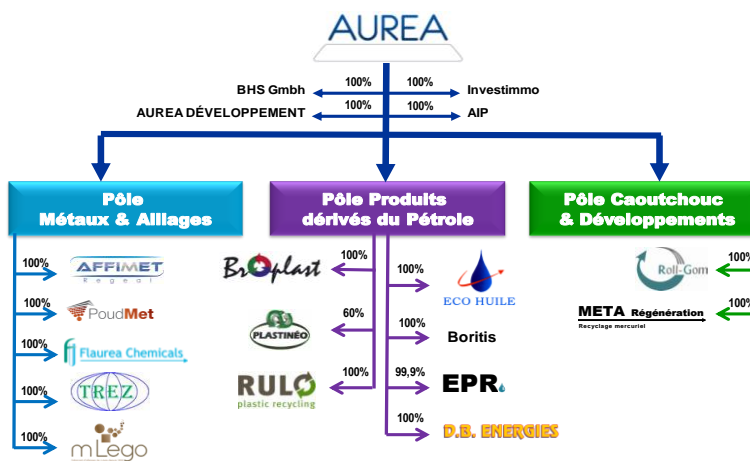 AUREA
BHS Gmbh 100% 100% Investimmo
AUREA DÉVELOPPEMENT 100% 100% AIP
Pôle
Métaux & Alliages
Pôle Produits
dérivés du Pétrole
Pôle Caoutchouc
& Développements
100% AFFIMET
Regeal
100% PoudMet
100% Flaurea Chemicals
100% TREZ
100% mLego
BroplAst 100%
PLASTINÉO 60%
RULO 100%
plastic recycling
100% ECO HUILE
100% Boritis
99,9% EPR
100% D.B. ENERGIES
Roll-Gom 100%
META Régénération 100%
Recyclage mercuriel